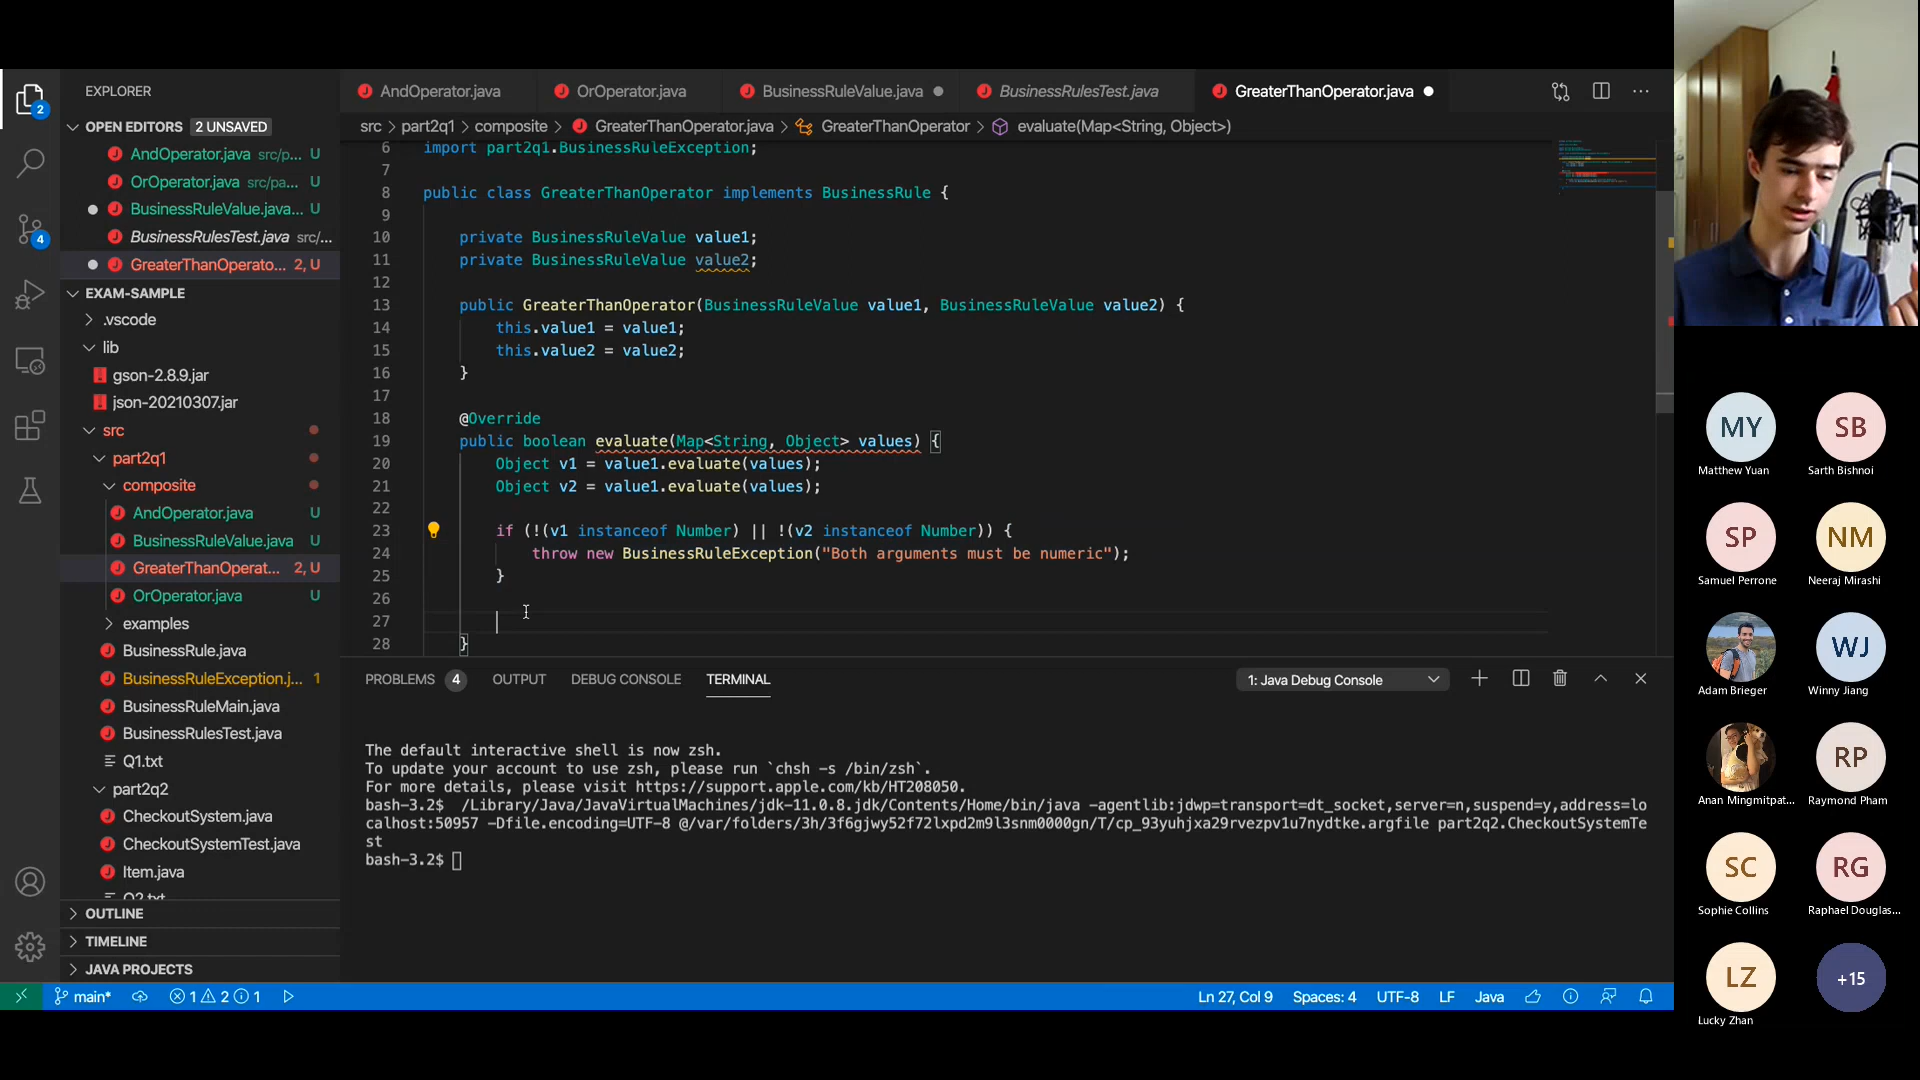 EXPLORER
AndOperator.java
OrOperator.java
BusinessRuleValue.java
BusinessRulesTest.java
GreaterThanOperator.java
OPEN EDITORS 2 UNSAVED
AndOperator.java src/p... U
OrOperator.java src/pa... U
BusinessRuleValue.java... U
BusinessRulesTest.java src/...
GreaterThanOperato... 2, U
EXAM-SAMPLE
.vscode
lib
gson-2.8.9.jar
json-20210307.jar
src
part2q1
composite
AndOperator.java U
BusinessRuleValue.java U
GreaterThanOperat... 2, U
OrOperator.java U
examples
BusinessRule.java
BusinessRuleException.j... 1
BusinessRuleMain.java
BusinessRulesTest.java
Q1.txt
part2q2
CheckoutSystem.java
CheckoutSystemTest.java
Item.java
Q2.txt
OUTLINE
TIMELINE
JAVA PROJECTS
2
4
src > part2q1 > composite > GreaterThanOperator.java > GreaterThanOperator > evaluate(Map<String, Object>)
6 import part2q1.BusinessRuleException;
7
8 public class GreaterThanOperator implements BusinessRule {
9
10 private BusinessRuleValue value1;
11 private BusinessRuleValue value2;
12
13 public GreaterThanOperator(BusinessRuleValue value1, BusinessRuleValue value2) {
14 this.value1 = value1;
15 this.value2 = value2;
16 }
17
18 @Override
19 public boolean evaluate(Map<String, Object> values) {
20 Object v1 = value1.evaluate(values);
21 Object v2 = value1.evaluate(values);
22
23 if (!(v1 instanceof Number) || !(v2 instanceof Number)) {
24 throw new BusinessRuleException("Both arguments must be numeric");
25 }
26
27
28 }
PROBLEMS 4 OUTPUT DEBUG CONSOLE TERMINAL 1: Java Debug Console
The default interactive shell is now zsh.
To update your account to use zsh, please run `chsh -s /bin/zsh`.
For more details, please visit https://support.apple.com/kb/HT208050.
bash-3.2$ /Library/Java/JavaVirtualMachines/jdk-11.0.8.jdk/Contents/Home/bin/java -agentlib:jdwp=transport=dt_socket,server=n,suspend=y,address=lo
calhost:50957 -Dfile.encoding=UTF-8 @/var/folders/3h/3f6gjwy52f72lxpd2m9l3snm0000gn/T/cp_93yuhjxa29rvezpv1u7nydtke.argfile part2q2.CheckoutSystemTe
st
bash-3.2$
main* 1 2 1 Ln 27, Col 9 Spaces: 4 UTF-8 LF Java
MY SB
Matthew Yuan Sarth Bishnoi
SP NM
Samuel Perrone Neeraj Mirashi
WJ
Adam Brieger Winny Jiang
RP
Anan Mingmitpat... Raymond Pham
SC RG
Sophie Collins Raphael Douglas...
LZ +15
Lucky Zhan